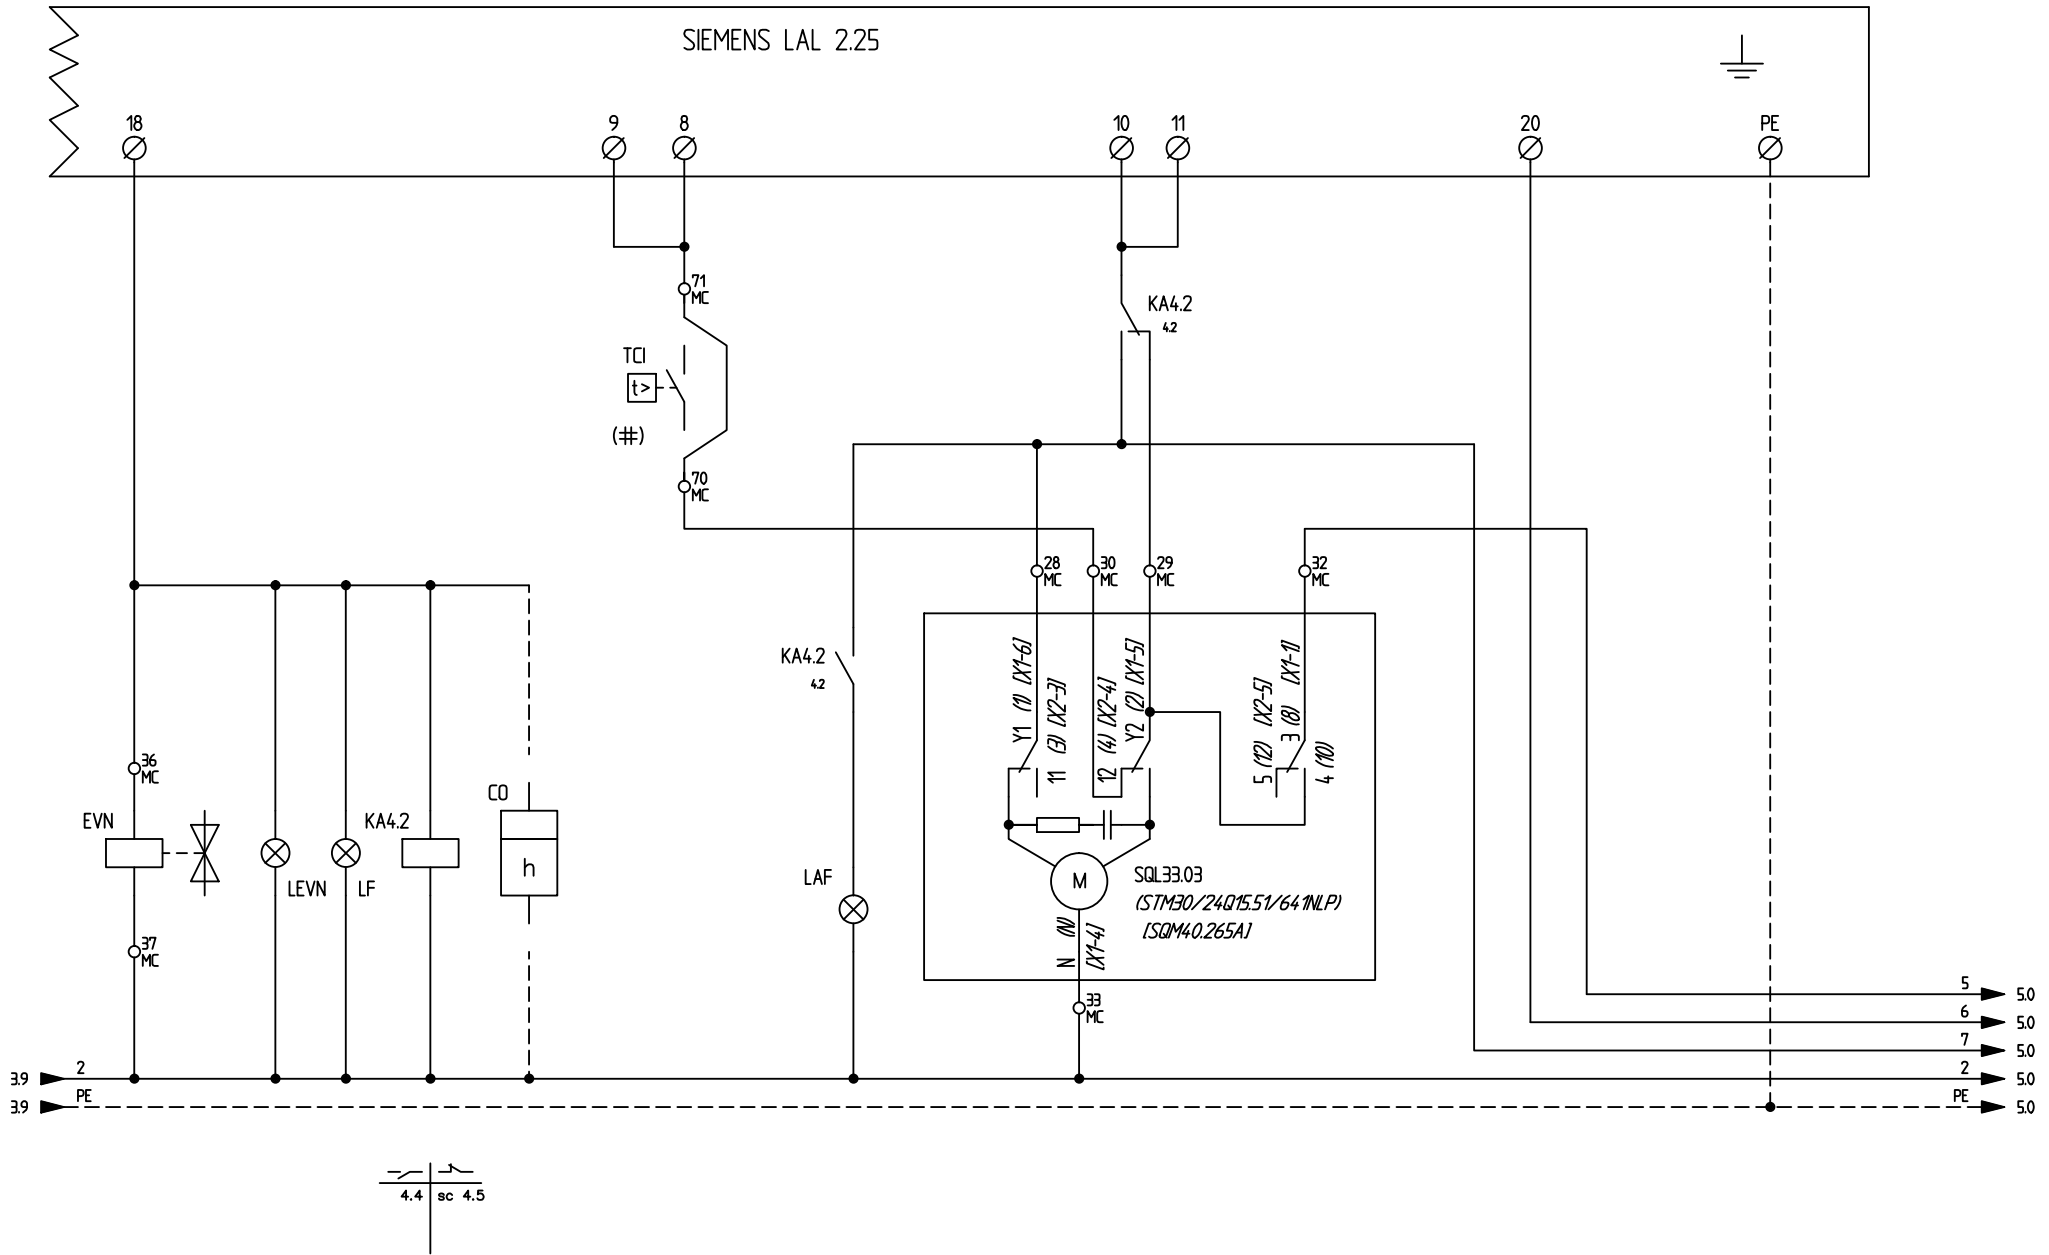 SIEMENS LAL 2.25
18
9
8
10
11
20
PE
71
MC
KA4.2
4.2
TCI
t>
(#)
70
MC
28
MC
30
MC
29
MC
32
MC
KA4.2
4.2
Y1 (1) [X1-6]
11 (3) [X2-3]
12 (4) [X2-4]
Y2 (2) [X1-5]
5 (12) [X2-5]
3 (8) [X1-1]
4 (10)
36
MC
EVN
LEVN
LF
KA4.2
CO
h
LAF
M
SQL33.03
(STM30/24Q15.51/641NLP)
[SQM40.265A]
N (N)
[X1-4]
37
MC
33
MC
5
5.0
6
5.0
7
5.0
3.9
2
2
5.0
3.9
PE
PE
5.0
4.4
sc 4.5